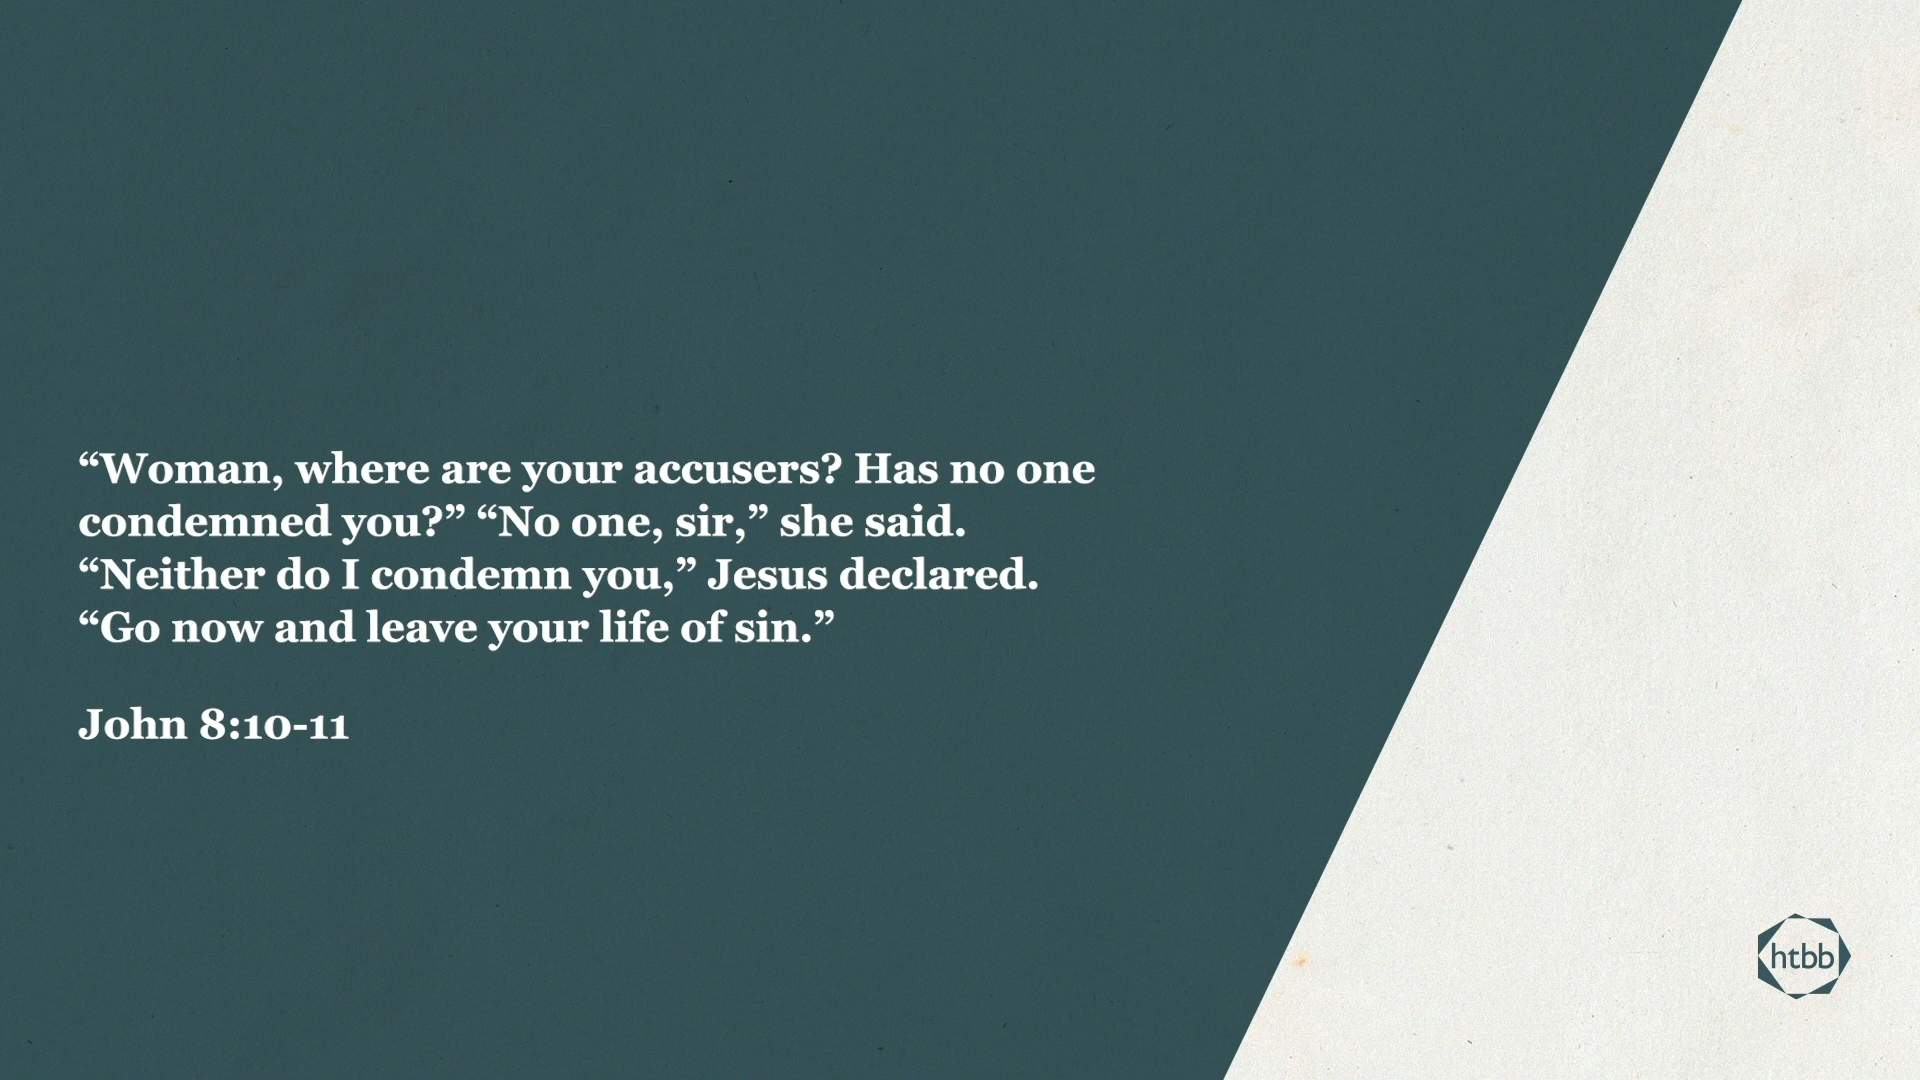 “Woman, where are your accusers? Has no one
condemned you?” “No one, sir,” she said.
“Neither do I condemn you,” Jesus declared.
“Go now and leave your life of sin.”
John 8:10-11
htbb